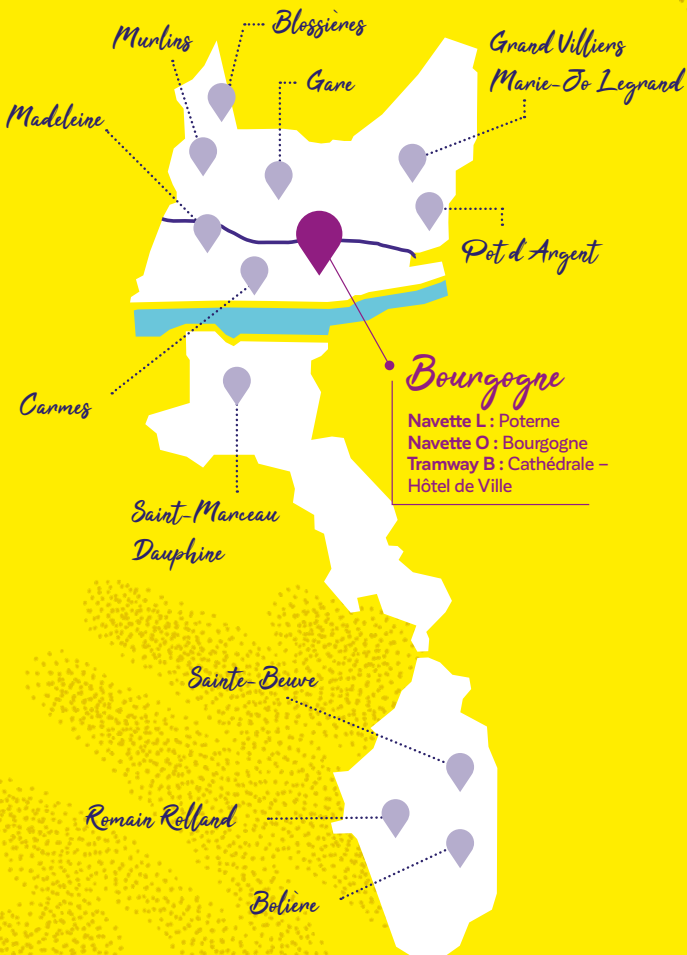 Blossières
Murlins
Grand Villiers
Marie-Jo Legrand
Gare
Madeleine
Pot d'Argent
Bourgogne
Navette L : Poterne
Navette O : Bourgogne
Tramway B : Cathédrale –
Hôtel de Ville
Carmes
Saint-Marceau
Dauphine
Sainte-Beuve
Romain Rolland
Bolière